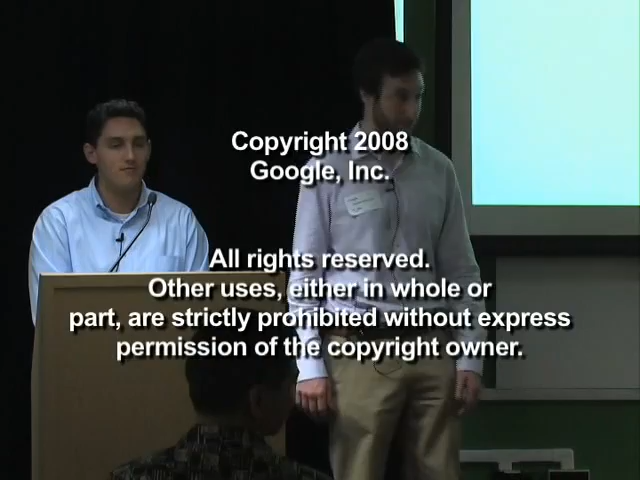 Copyright 2008
Google, Inc.
All rights reserved.
Other uses, either in whole or
part, are strictly prohibited without express
permission of the copyright owner.